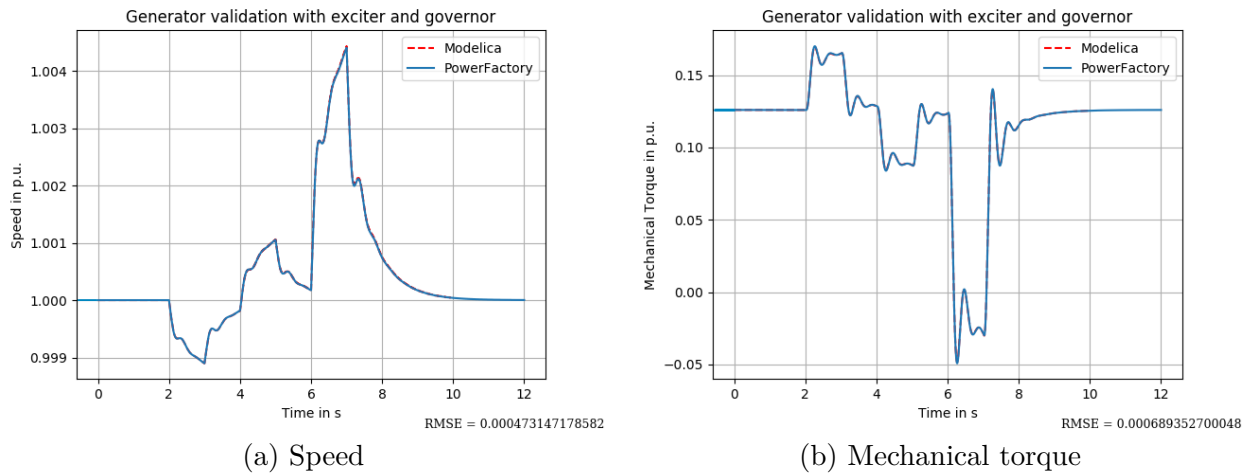 Generator validation with exciter and governor
Modelica
PowerFactory
1.004
1.003
1.002
1.001
1.000
0.999
Speed in p.u.
0 2 4 6 8 10 12
Time in s
RMSE = 0.000473147178582
(a) Speed
Generator validation with exciter and governor
Modelica
PowerFactory
0.15
0.10
0.05
0.00
−0.05
Mechanical Torque in p.u.
0 2 4 6 8 10 12
Time in s
RMSE = 0.000689352700048
(b) Mechanical torque